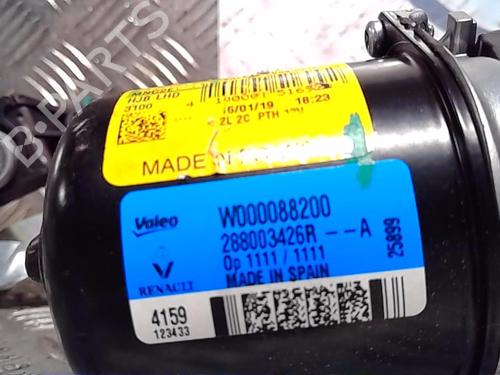 HJB LHD
3100
16/01/19 18:23
2L 2C PTH
MADE IN
Valeo
W000088200
288003426R -- A
Op 1111 / 1111
MADE IN SPAIN
RENAULT
25899
4159
123433
B-PARTS